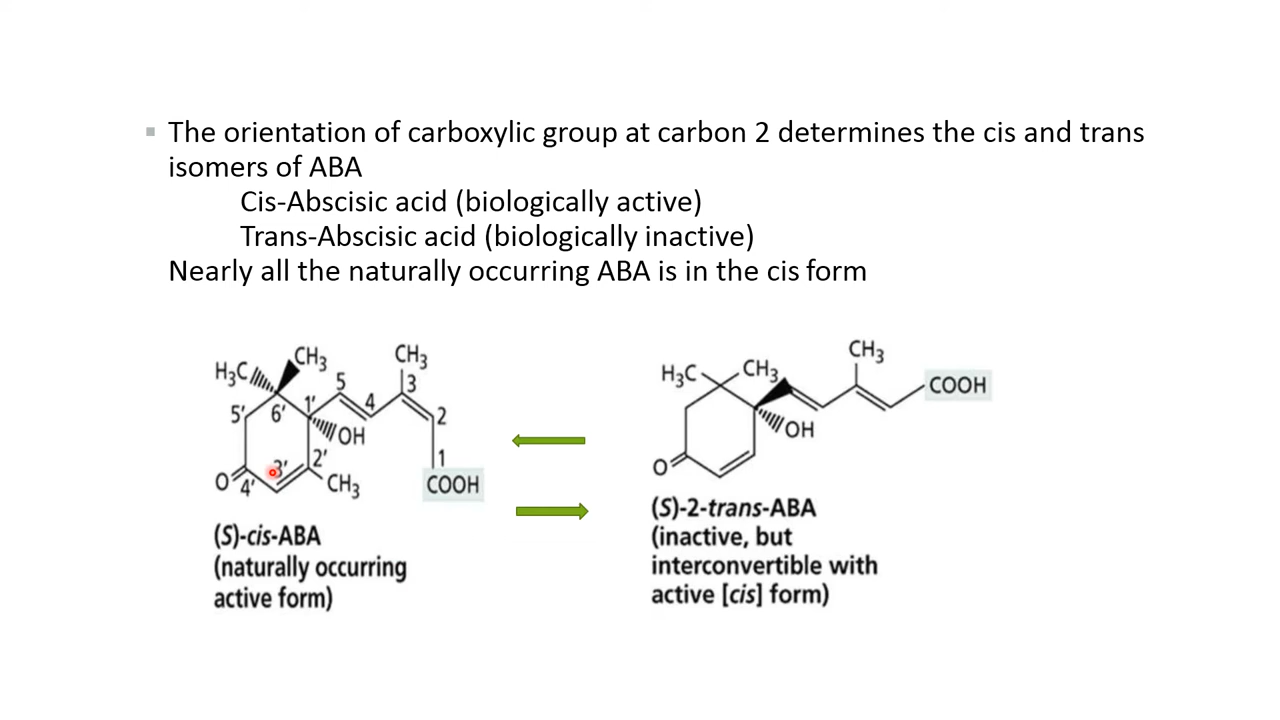 ▪ The orientation of carboxylic group at carbon 2 determines the cis and trans
isomers of ABA
Cis-Abscisic acid (biologically active)
Trans-Abscisic acid (biologically inactive)
Nearly all the naturally occurring ABA is in the cis form
H₃C CH₃ CH₃
5 3
5' 6' 1' 4 2
OH
3' 2' 1
O 4' CH₃ COOH
(S)-cis-ABA
(naturally occurring
active form)
CH₃
H₃C CH₃ COOH
OH
O
(S)-2-trans-ABA
(inactive, but
interconvertible with
active [cis] form)